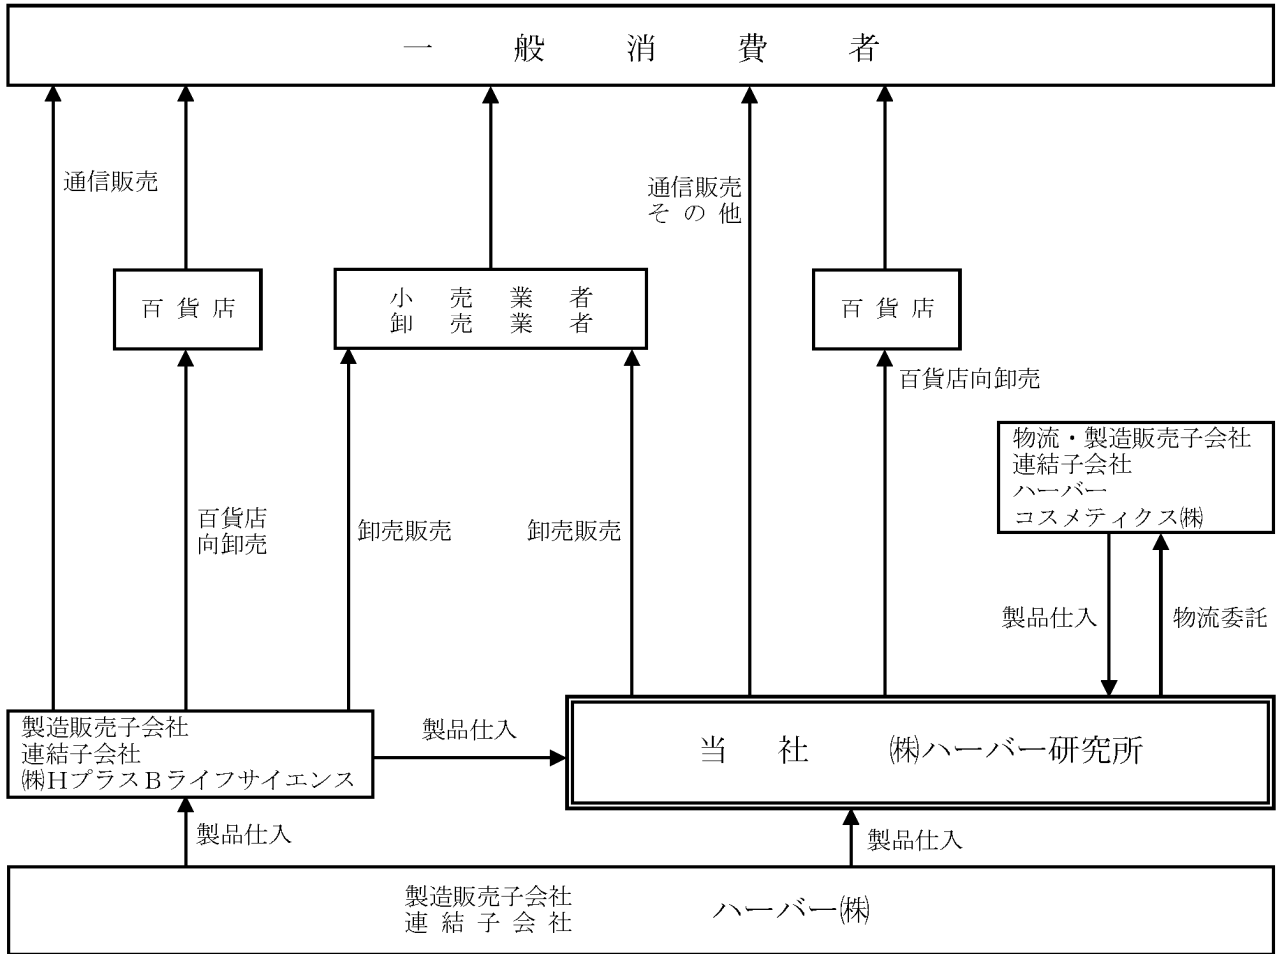 一般消費者
通信販売
通信販売
その他
百貨店
小売業者
卸売業者
百貨店
百貨店向卸売
物流・製造販売子会社
連結子会社
ハーバー
コスメティクス㈱
百貨店
向卸売
卸売販売
卸売販売
製品仕入
物流委託
製造販売子会社
連結子会社
㈱HプラスBライフサイエンス
製品仕入
当社 ㈱ハーバー研究所
製品仕入
製品仕入
製造販売子会社
連結子会社
ハーバー㈱